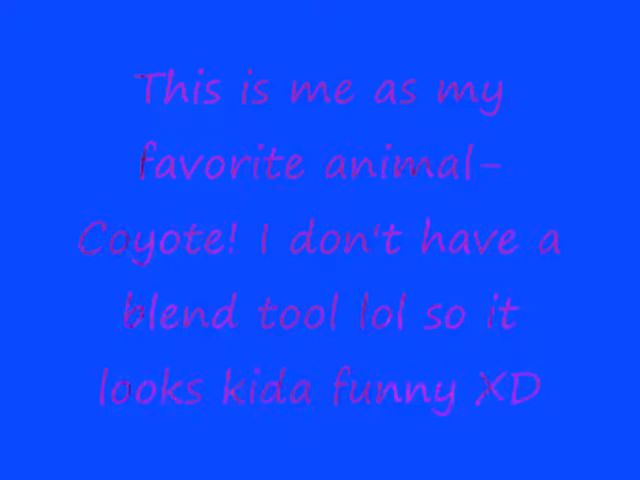 This is me as my
favorite animal-
Coyote! I don't have a
blend tool lol so it
looks kida funny XD